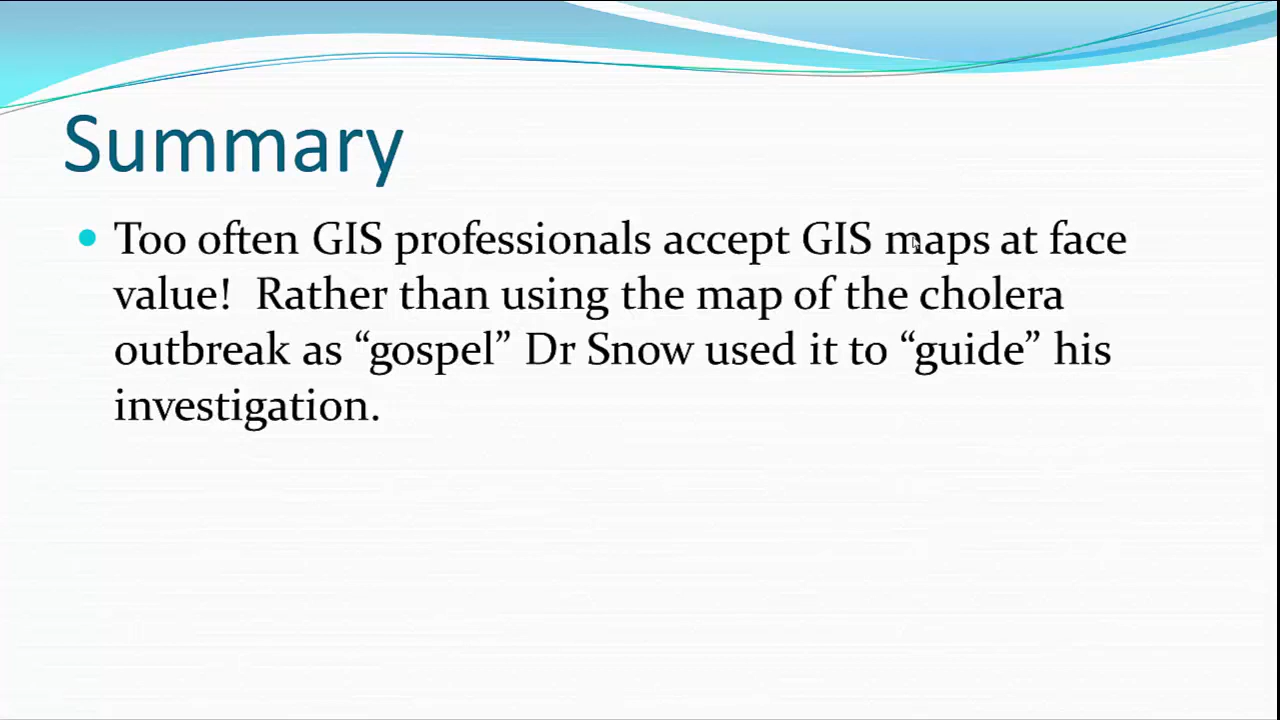 Summary
• Too often GIS professionals accept GIS maps at face
value!  Rather than using the map of the cholera
outbreak as “gospel” Dr Snow used it to “guide” his
investigation.